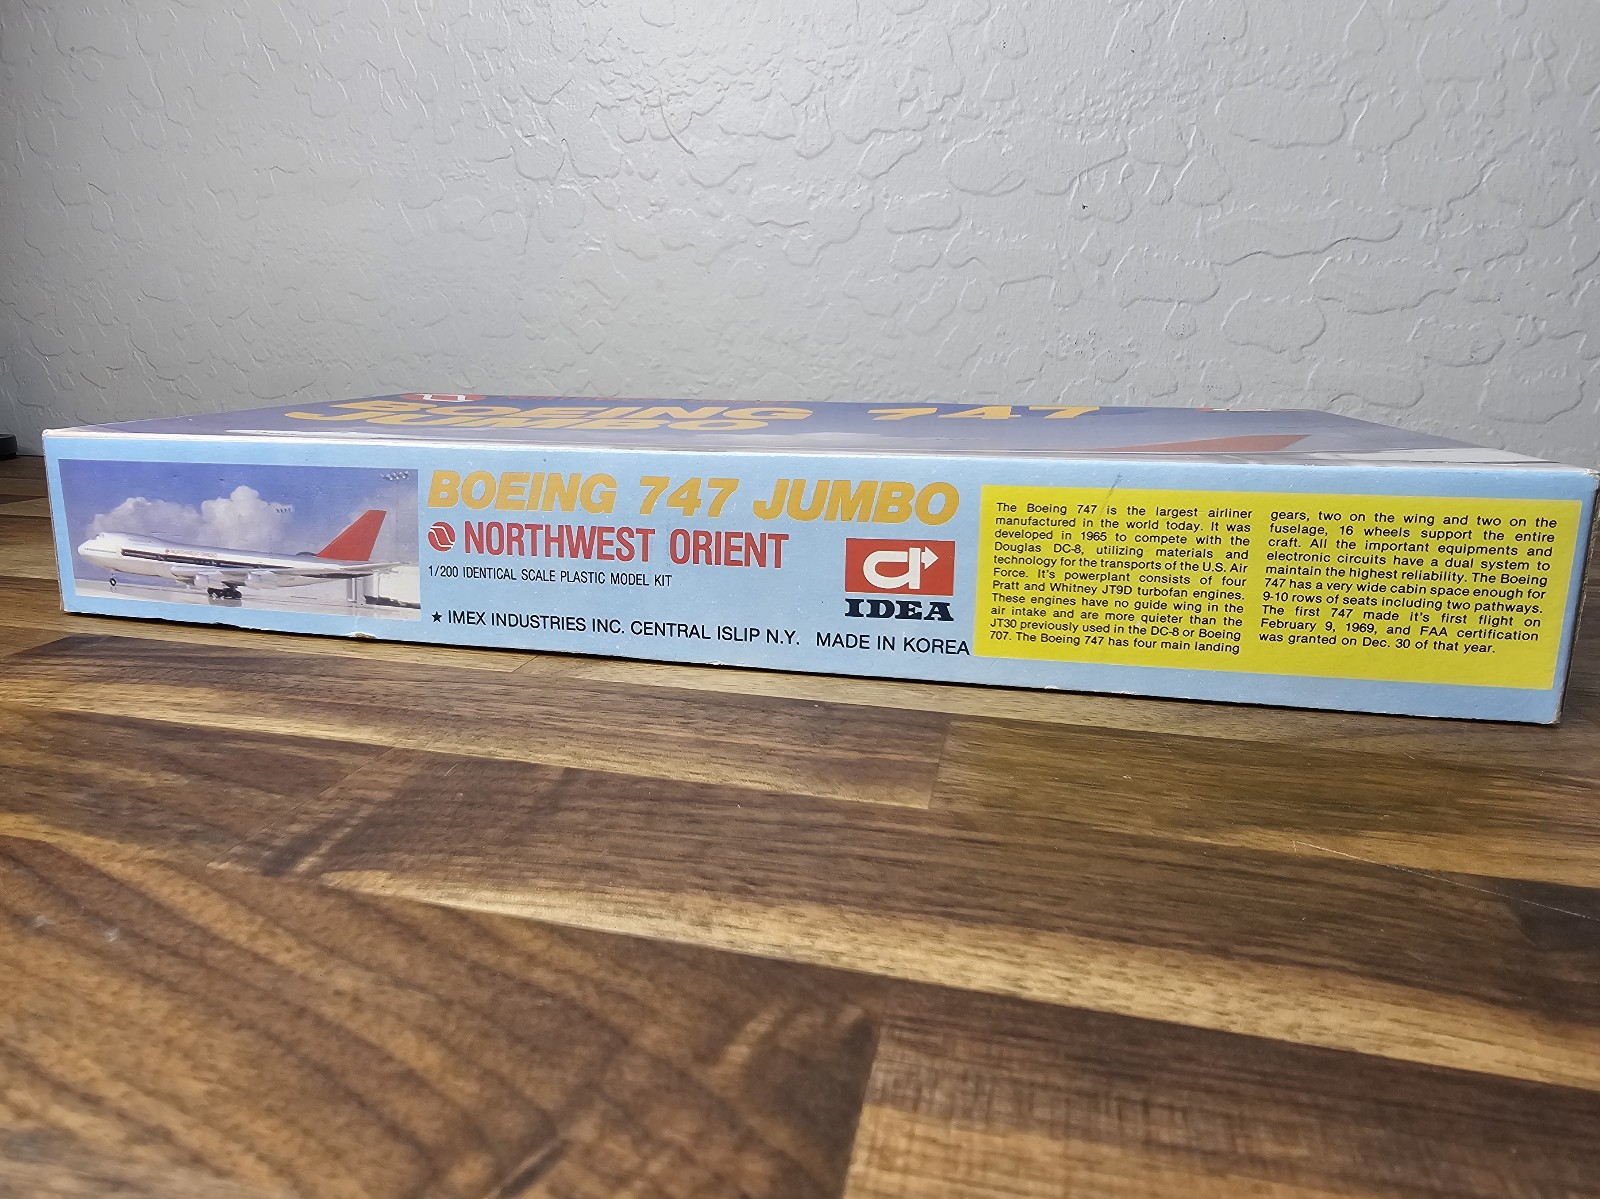 BOEING 747
JUMBO
BOEING 747 JUMBO
NORTHWEST ORIENT
1/200 IDENTICAL SCALE PLASTIC MODEL KIT
★ IMEX INDUSTRIES INC. CENTRAL ISLIP N.Y. MADE IN KOREA
IDEA
The Boeing 747 is the largest airliner
manufactured in the world today. It was
developed in 1965 to compete with the
Douglas DC-8, utilizing materials and
technology for the transports of the U.S. Air
Force. It's powerplant consists of four
Pratt and Whitney JT9D turbofan engines.
These engines have no guide wing in the
air intake and are more quieter than the
JT30 previously used in the DC-8 or Boeing
707. The Boeing 747 has four main landing
gears, two on the wing and two on the
fuselage, 16 wheels support the entire
craft. All the important equipments and
electronic circuits have a dual system to
maintain the highest reliability. The Boeing
747 has a very wide cabin space enough for
9-10 rows of seats including two pathways.
The first 747 made it's first flight on
February 9, 1969, and FAA certification
was granted on Dec. 30 of that year.